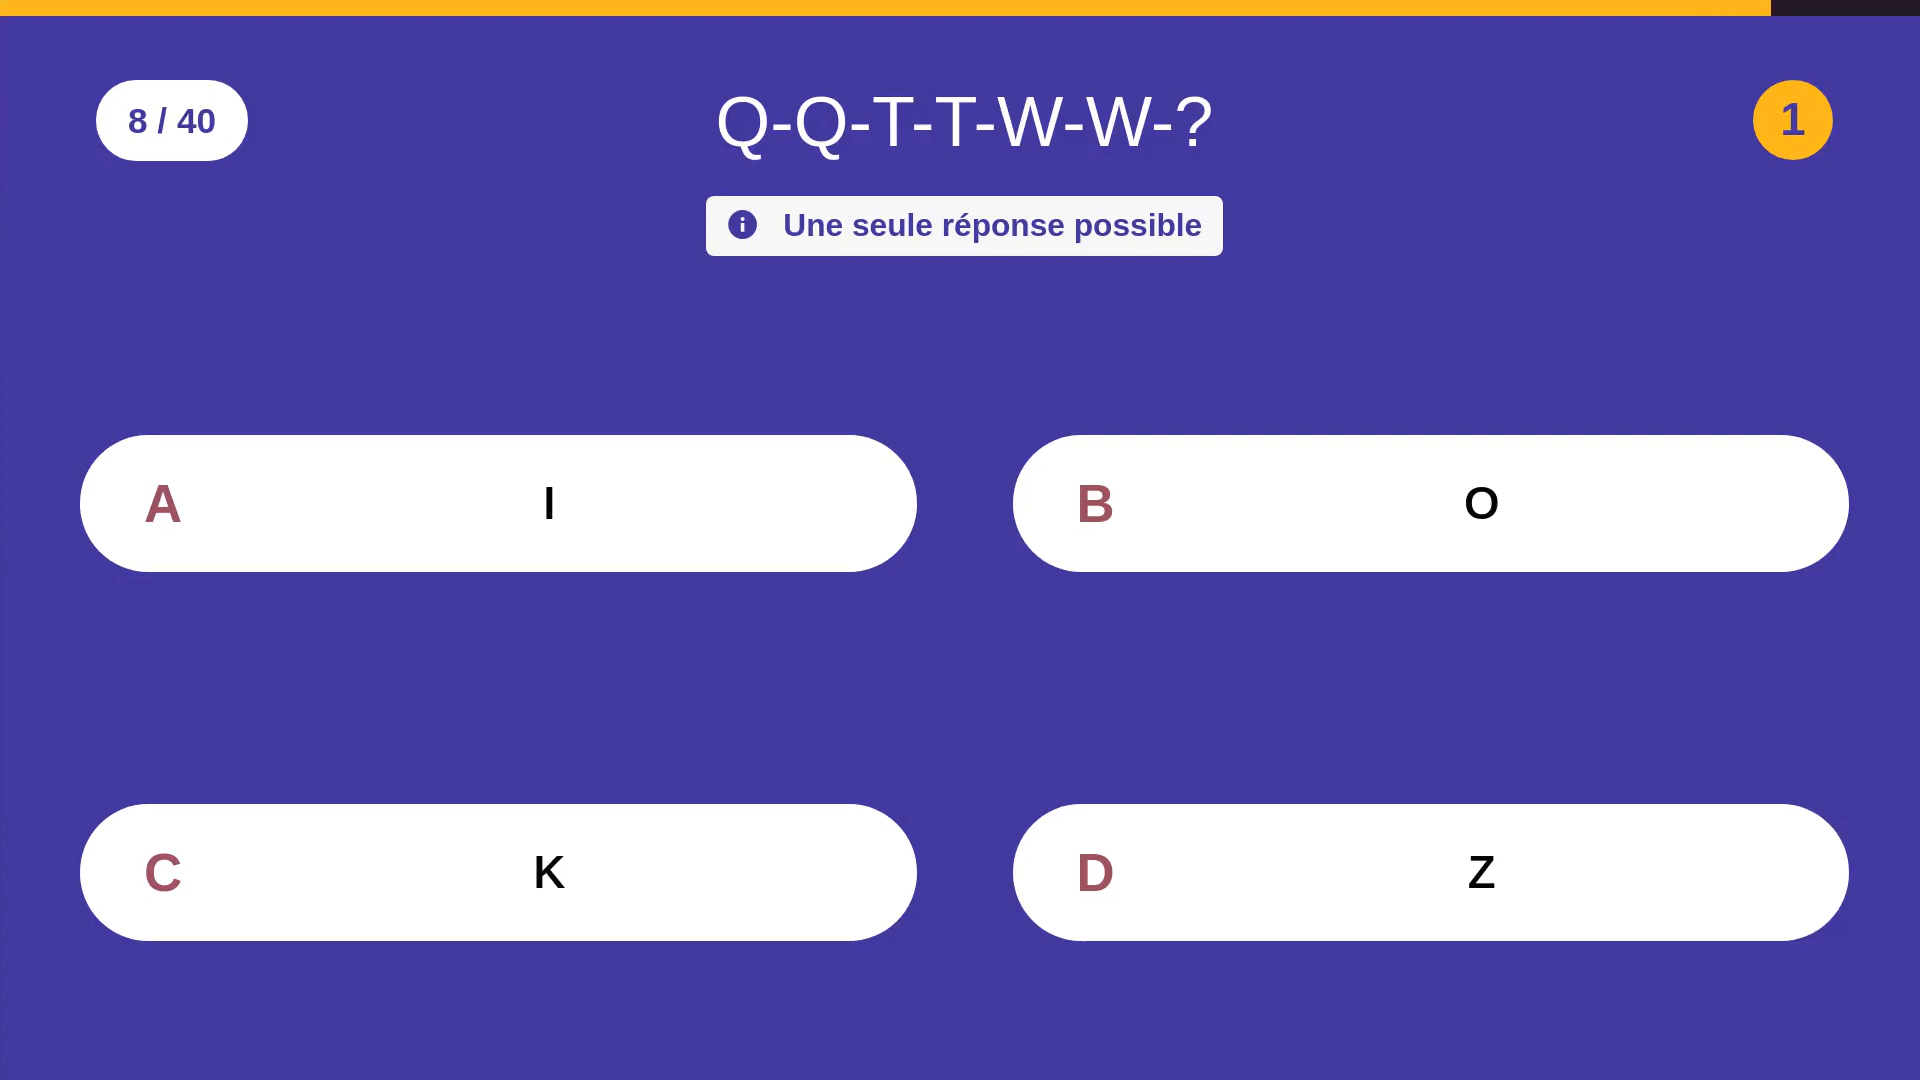 8 / 40
Q-Q-T-T-W-W-?
1
Une seule réponse possible
A I
B O
C K
D Z